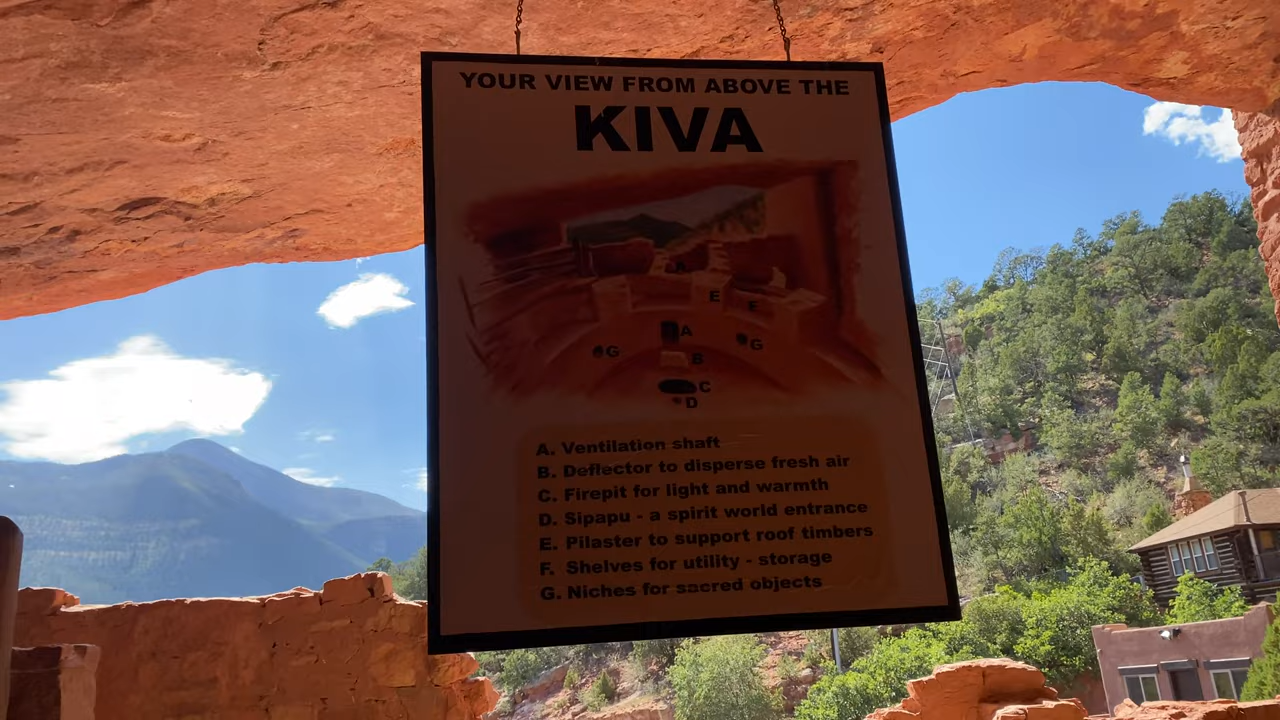 YOUR VIEW FROM ABOVE THE
KIVA
A
E
F
A
G
G
B
C
D
A. Ventilation shaft
B. Deflector to disperse fresh air
C. Firepit for light and warmth
D. Sipapu - a spirit world entrance
E. Pilaster to support roof timbers
F. Shelves for utility - storage
G. Niches for sacred objects